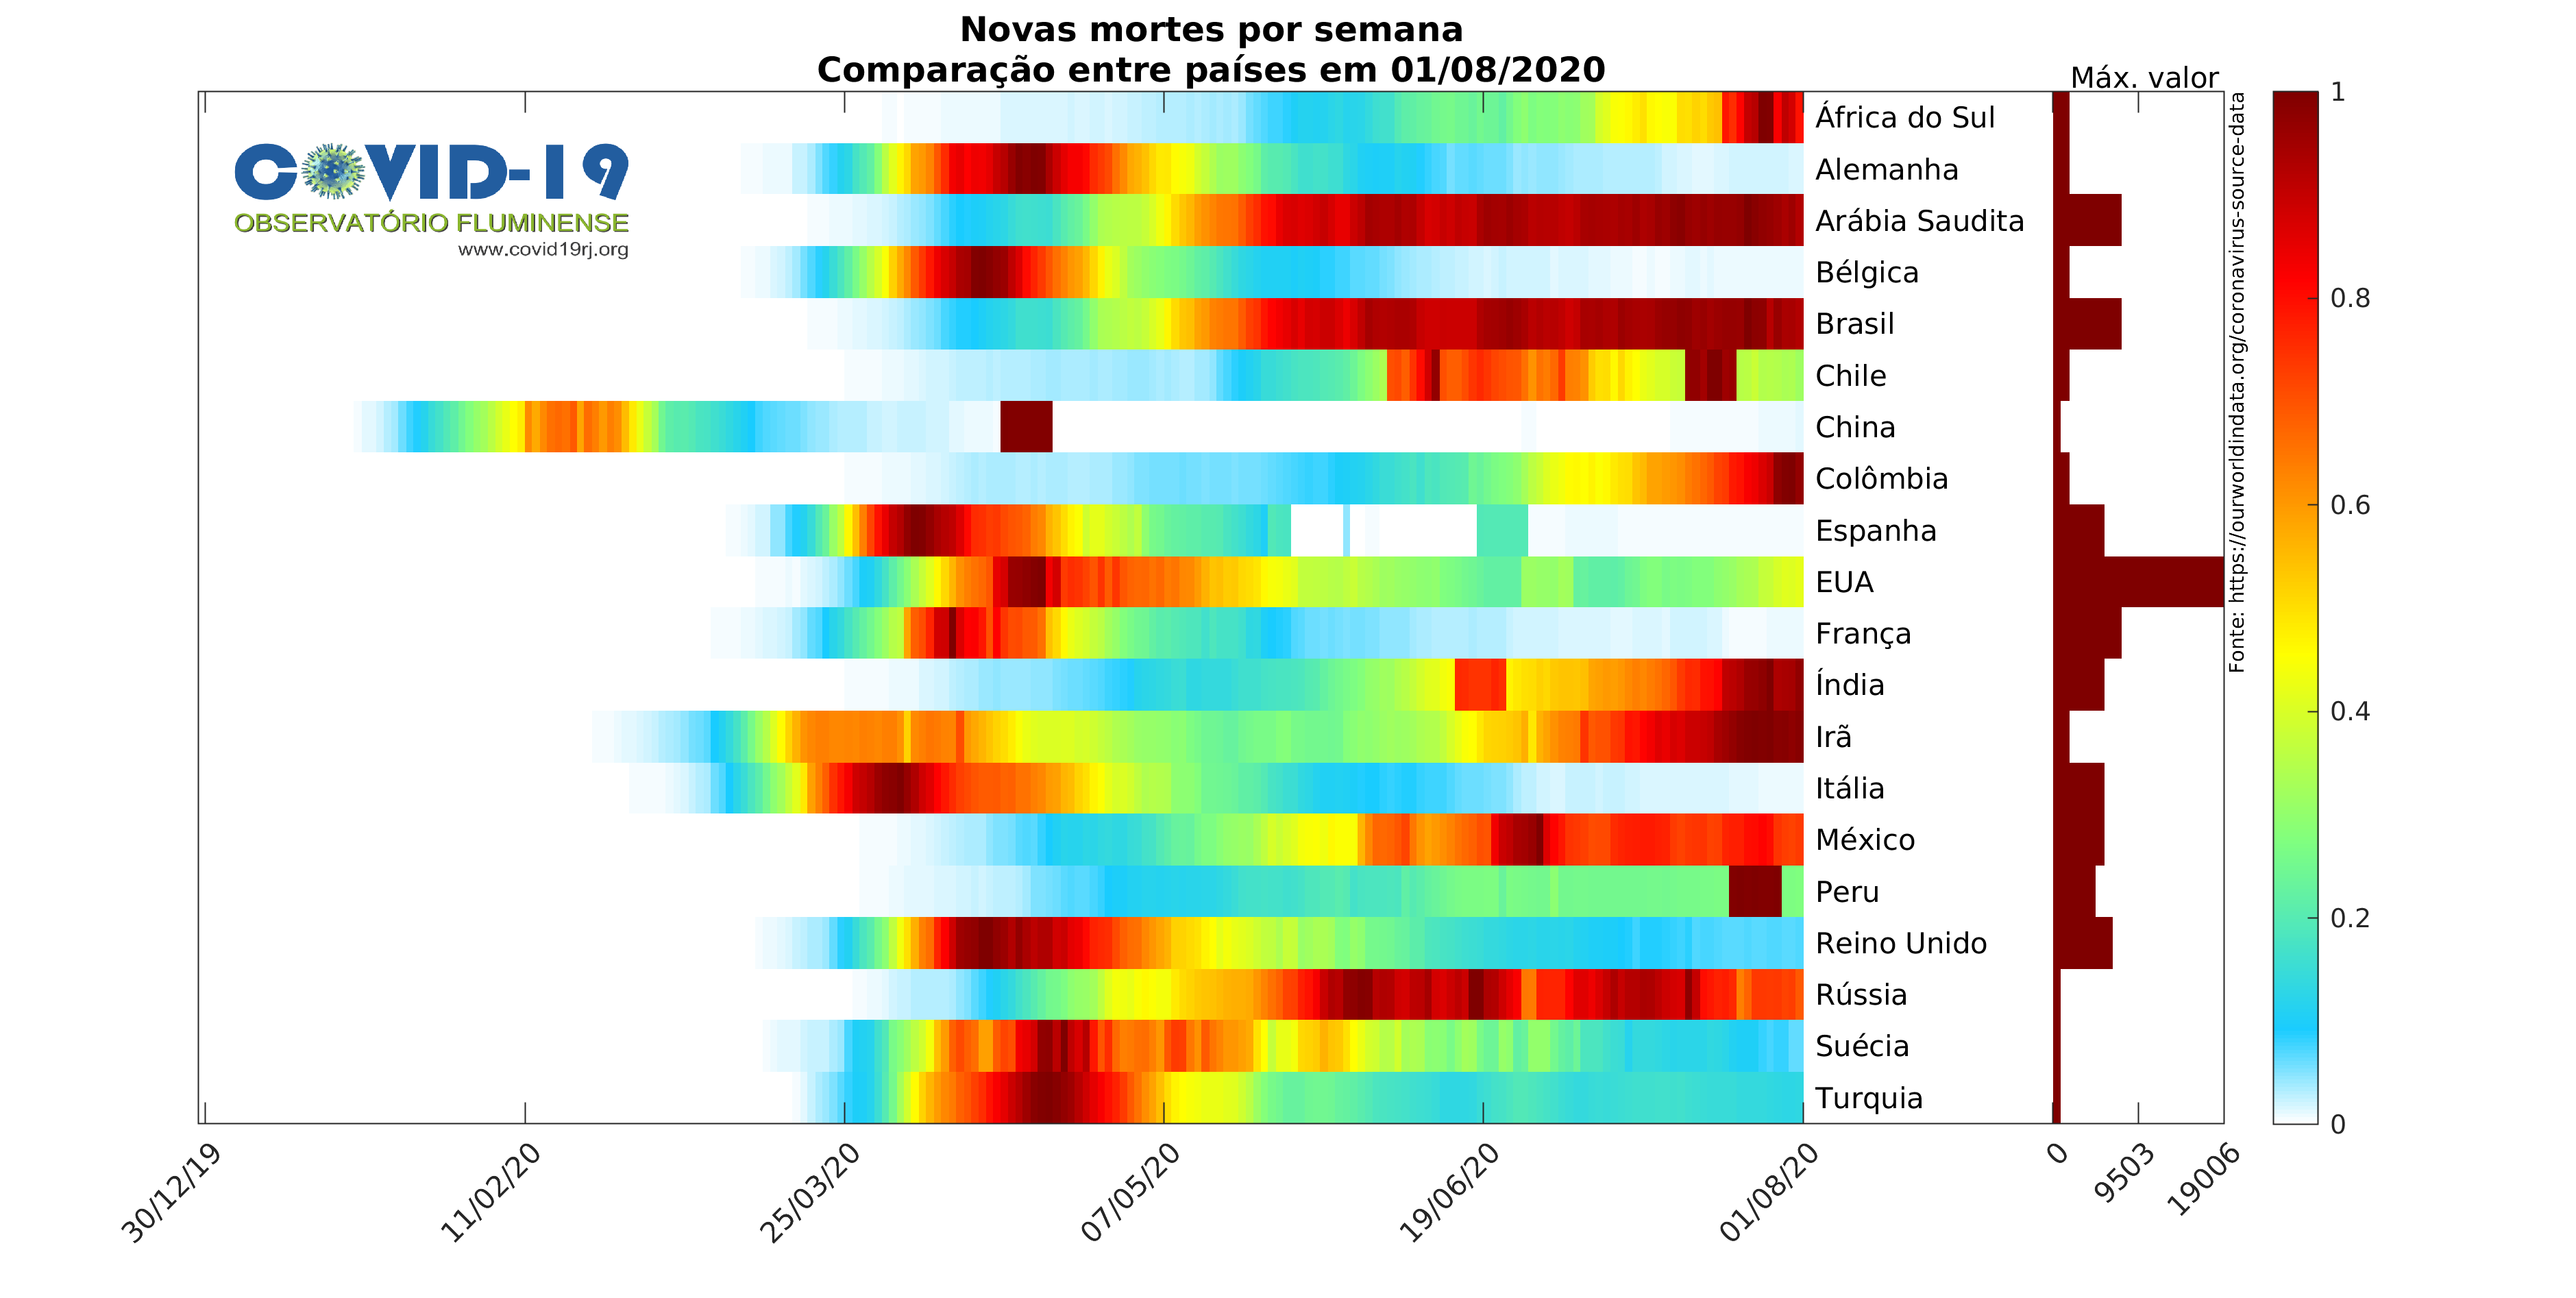 Novas mortes por semana
Comparação entre países em 01/08/2020
Máx. valor
COVID-19
OBSERVATÓRIO FLUMINENSE
www.covid19rj.org
África do Sul
Alemanha
Arábia Saudita
Bélgica
Brasil
Chile
China
Colômbia
Espanha
EUA
França
Índia
Irã
Itália
México
Peru
Reino Unido
Rússia
Suécia
Turquia
Fonte: https://ourworldindata.org/coronavirus-source-data
1
0.8
0.6
0.4
0.2
0
30/12/19
11/02/20
25/03/20
07/05/20
19/06/20
01/08/20
0
9503
19006